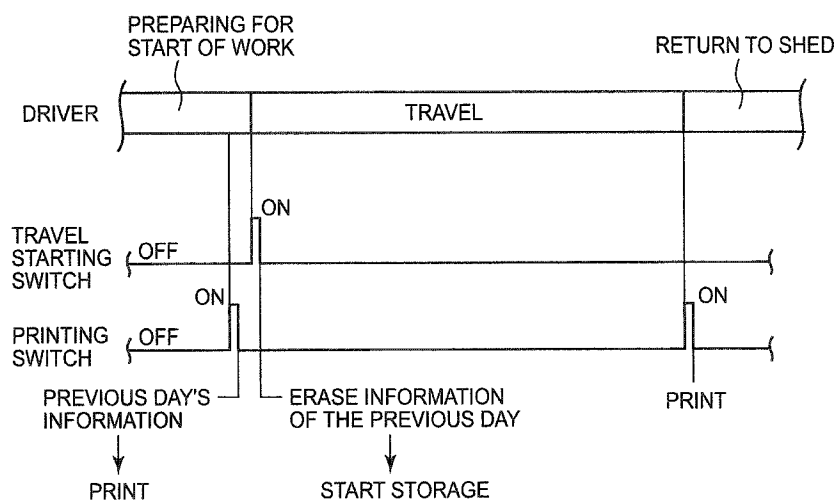 PREPARING FOR
START OF WORK
RETURN TO SHED
DRIVER
TRAVEL
ON
TRAVEL
STARTING
SWITCH
OFF
ON
ON
PRINTING
SWITCH
OFF
PREVIOUS DAY'S
INFORMATION
ERASE INFORMATION
OF THE PREVIOUS DAY
PRINT
PRINT
START STORAGE